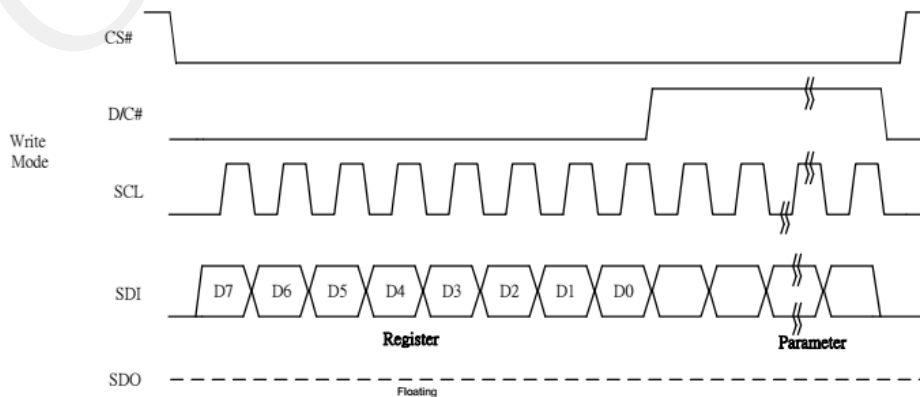 CS#
D/C#
Write
Mode
SCL
SDI D7 D6 D5 D4 D3 D2 D1 D0
Register Parameter
SDO
Floating